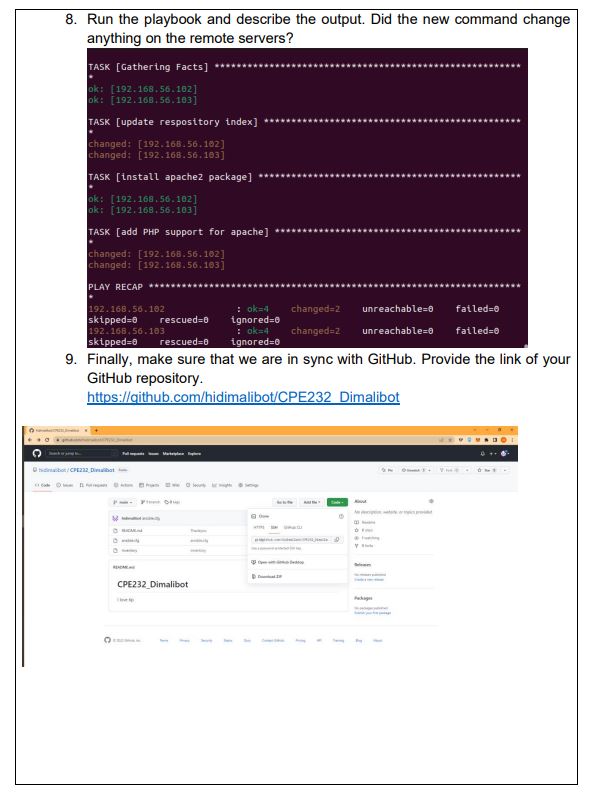 8. Run the playbook and describe the output. Did the new command change
anything on the remote servers?
TASK [Gathering Facts] *********************************************************
*
ok: [192.168.56.102]
ok: [192.168.56.103]
TASK [update respository index] ************************************************
*
changed: [192.168.56.102]
changed: [192.168.56.103]
TASK [install apache2 package] *************************************************
*
ok: [192.168.56.102]
ok: [192.168.56.103]
TASK [add PHP support for apache] **********************************************
*
changed: [192.168.56.102]
changed: [192.168.56.103]
PLAY RECAP *********************************************************************
*
192.168.56.102 : ok=4 changed=2 unreachable=0 failed=0
skipped=0 rescued=0 ignored=0
192.168.56.103 : ok=4 changed=2 unreachable=0 failed=0
skipped=0 rescued=0 ignored=0
9. Finally, make sure that we are in sync with GitHub. Provide the link of your
GitHub repository.
https://github.com/hidimalibot/CPE232_Dimalibot
Search or jump to... Pull requests Issues Marketplace Explore
hidimalibot / CPE232_Dimalibot
Code Issues Pull requests Actions Projects Wiki Security Insights Settings
main 1 branch 0 tags Go to file Add file Code About
No description, website, or topics provided.
hidimalibot ansible.cfg Clone
HTTPS SSH GitHub CLI Readme
README.md 0 stars
ansible.cfg ansible.cfg 1 watching
inventory inventory 0 forks
Open with GitHub Desktop
README.md Releases
Download ZIP
No releases published
Create a new release
CPE232_Dimalibot
Packages
No packages published
Publish your first package
Terms Privacy Security Status Docs Contact GitHub Pricing API Training Blog About